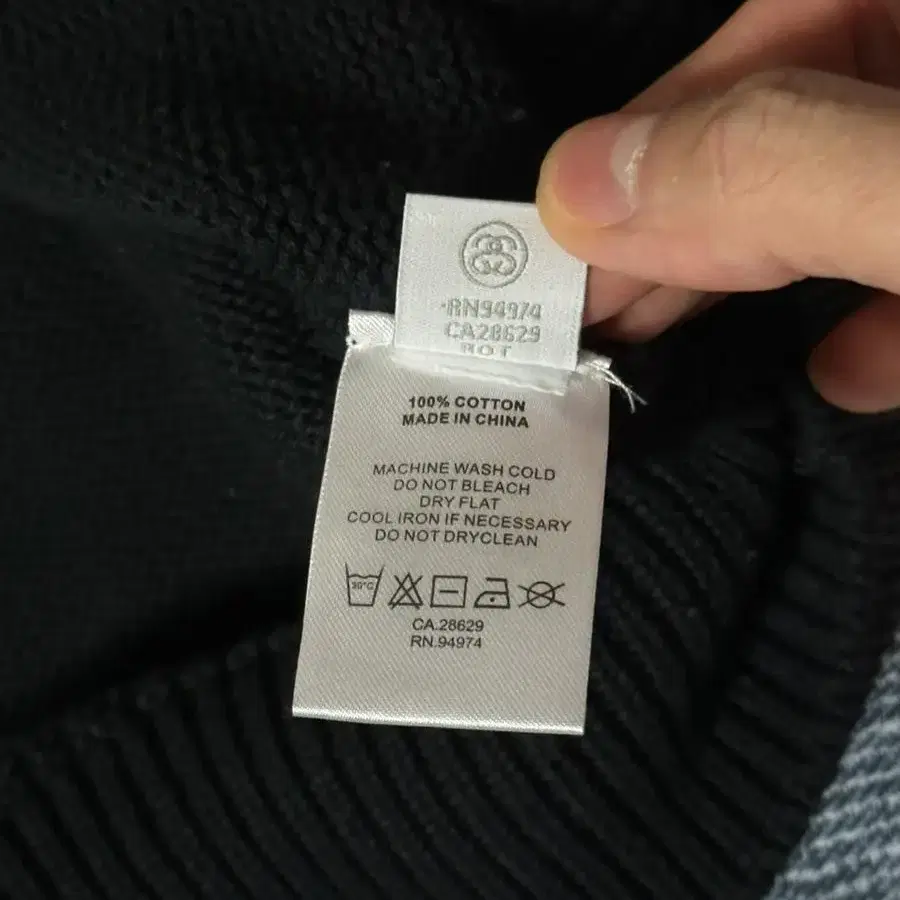 RN94974
CA28629
100% COTTON
MADE IN CHINA
MACHINE WASH COLD
DO NOT BLEACH
DRY FLAT
COOL IRON IF NECESSARY
DO NOT DRYCLEAN
30°C
CA.28629
RN.94974